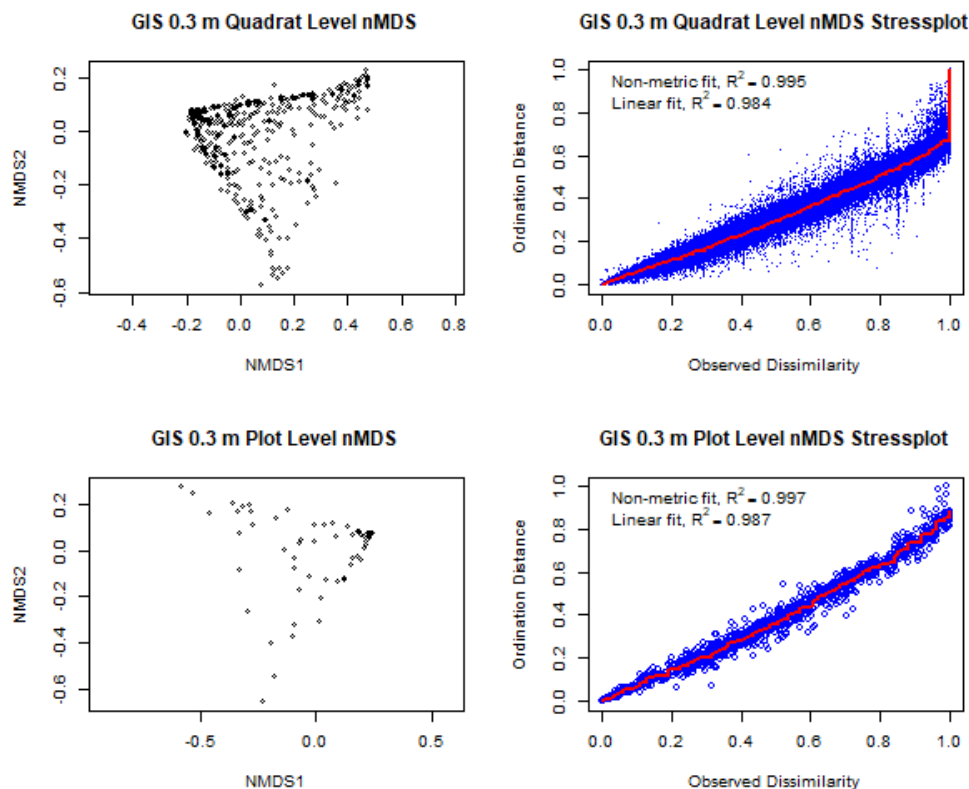 GIS 0.3 m Quadrat Level nMDS
NMDS2
0.2
0.0
-0.2
-0.4
-0.6
-0.4
0.0
0.2
0.4
0.6
0.8
NMDS1
GIS 0.3 m Quadrat Level nMDS Stressplot
Non-metric fit, R² = 0.995
Linear fit, R² = 0.984
Ordination Distance
1.0
0.8
0.6
0.4
0.2
0.0
0.0
0.2
0.4
0.6
0.8
1.0
Observed Dissimilarity
GIS 0.3 m Plot Level nMDS
NMDS2
0.2
0.0
-0.2
-0.4
-0.6
-0.5
0.0
0.5
NMDS1
GIS 0.3 m Plot Level nMDS Stressplot
Non-metric fit, R² = 0.997
Linear fit, R² = 0.987
Ordination Distance
1.0
0.8
0.6
0.4
0.2
0.0
0.0
0.2
0.4
0.6
0.8
1.0
Observed Dissimilarity